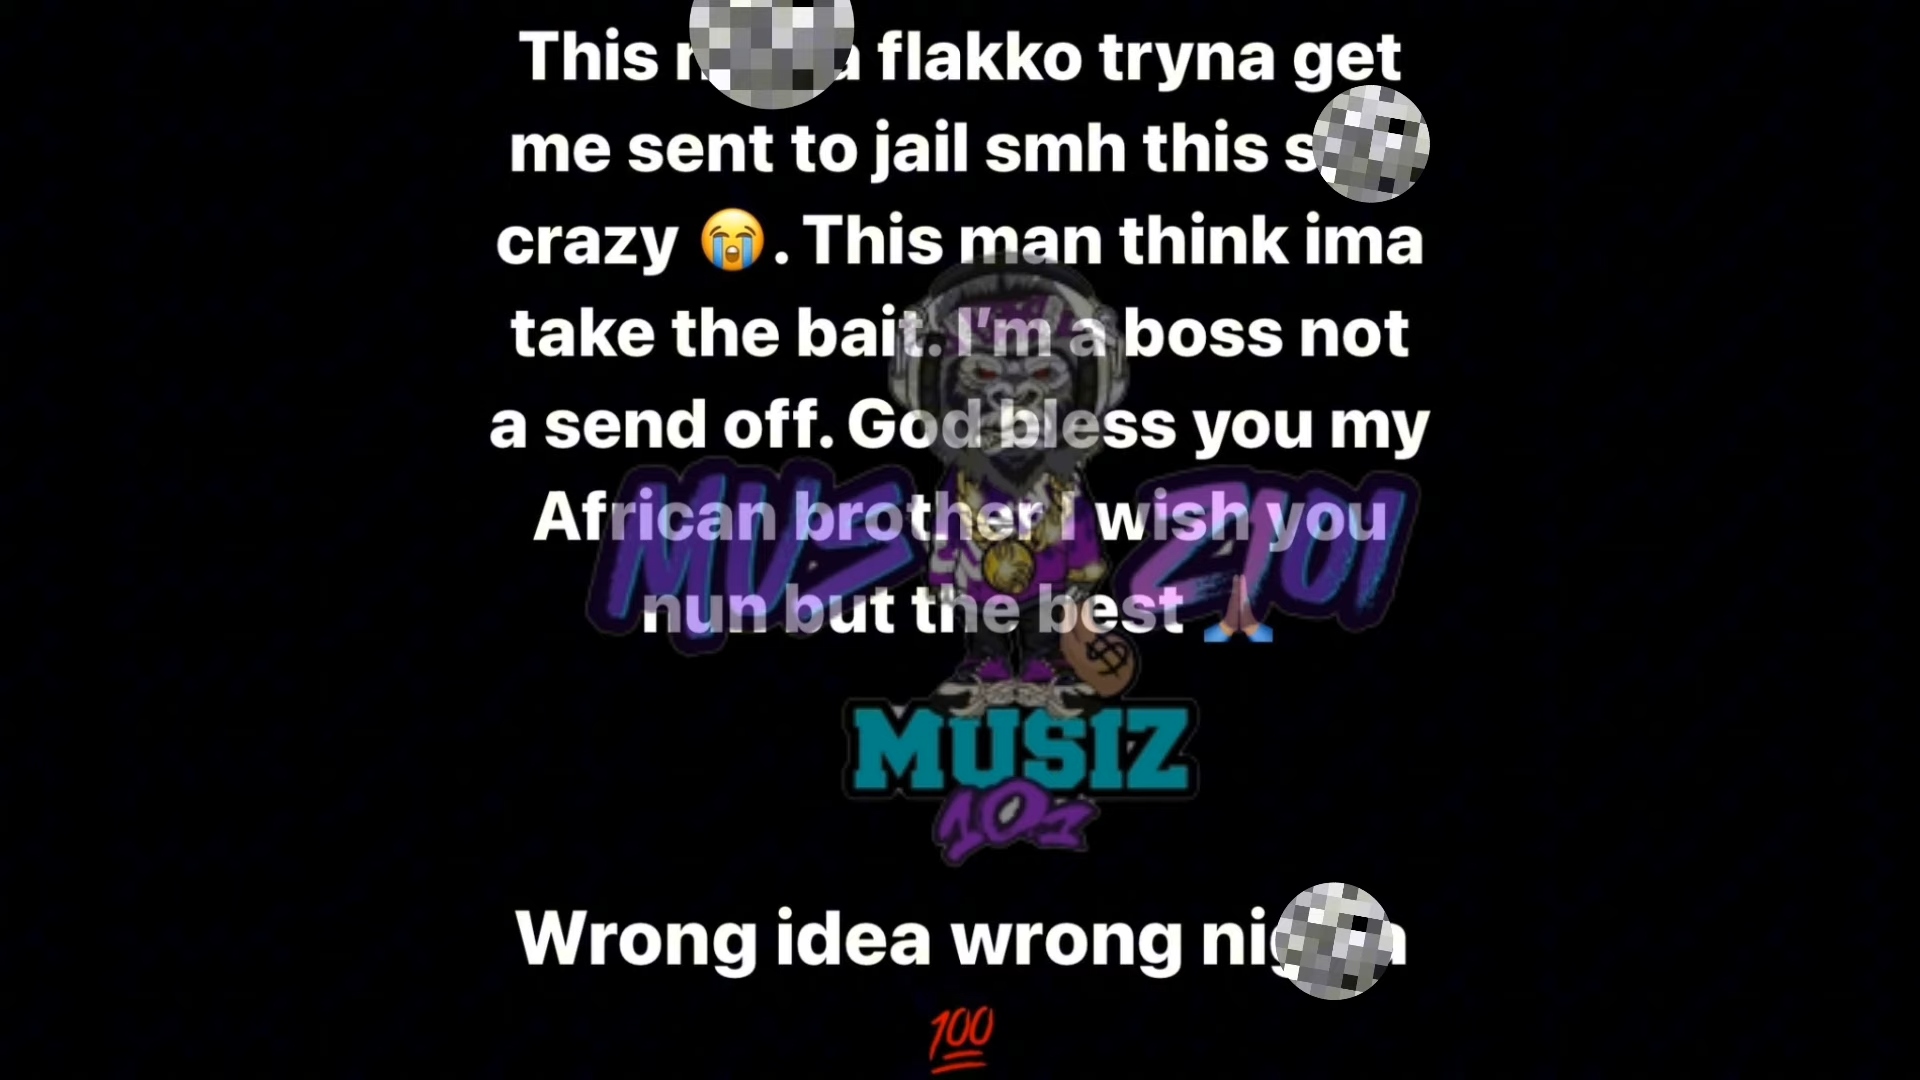 This flakko tryna get
me sent to jail smh this
crazy 😭. This man think ima
take the bait. I'm a boss not
a send off. God bless you my
African brother I wish you
nun but the best 🙏
MUSIZ101
MUSIZ
101
Wrong idea wrong
💯